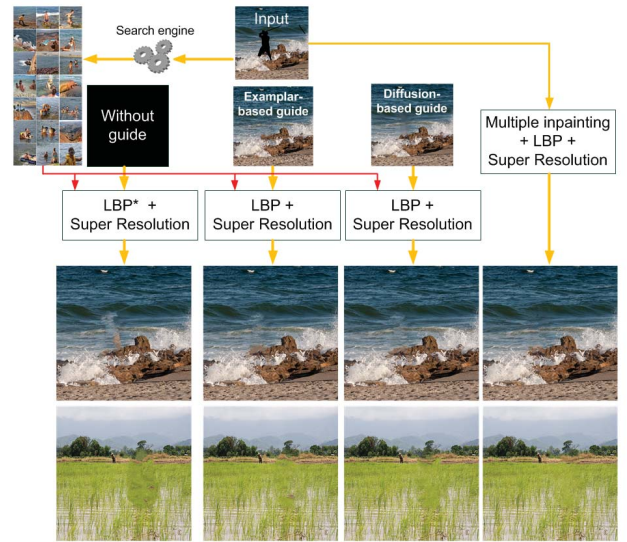 Input
Search engine
Without
guide
Examplar-
based guide
Diffusion-
based guide
Multiple inpainting
+ LBP +
Super Resolution
LBP* +
Super Resolution
LBP +
Super Resolution
LBP +
Super Resolution